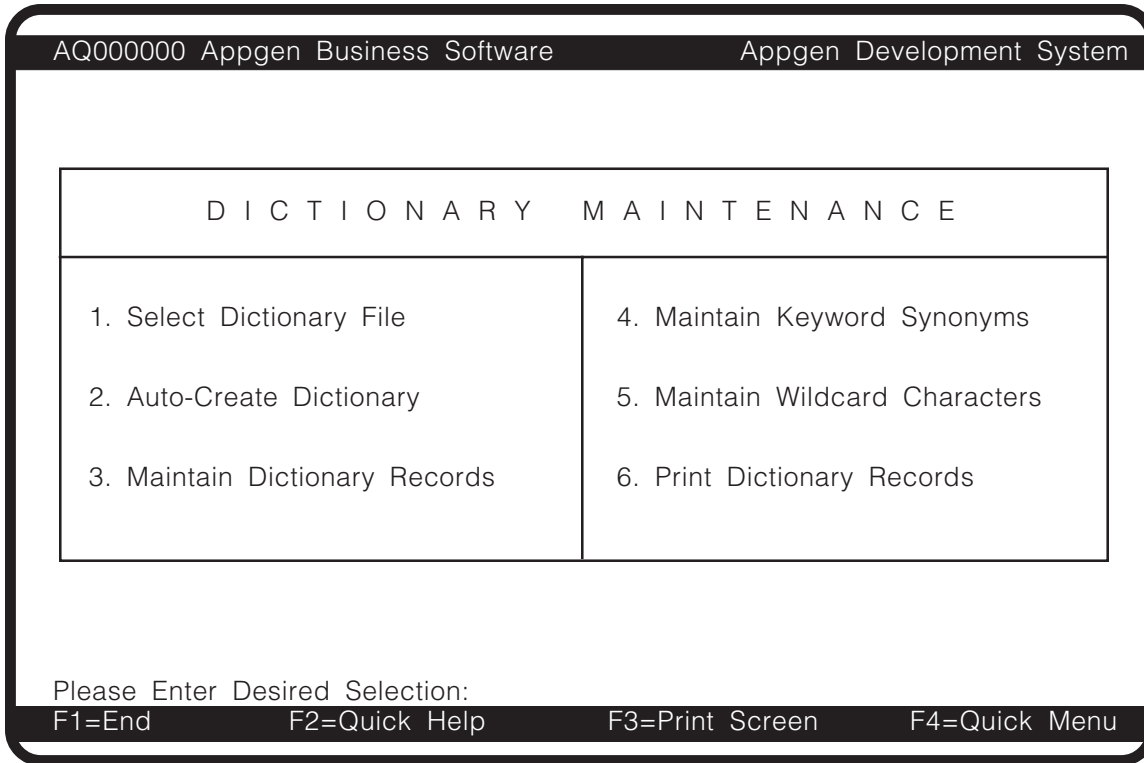 AQ000000 Appgen Business Software Appgen Development System
D I C T I O N A R Y M A I N T E N A N C E
1. Select Dictionary File
2. Auto-Create Dictionary
3. Maintain Dictionary Records
4. Maintain Keyword Synonyms
5. Maintain Wildcard Characters
6. Print Dictionary Records
Please Enter Desired Selection:
F1=End F2=Quick Help F3=Print Screen F4=Quick Menu